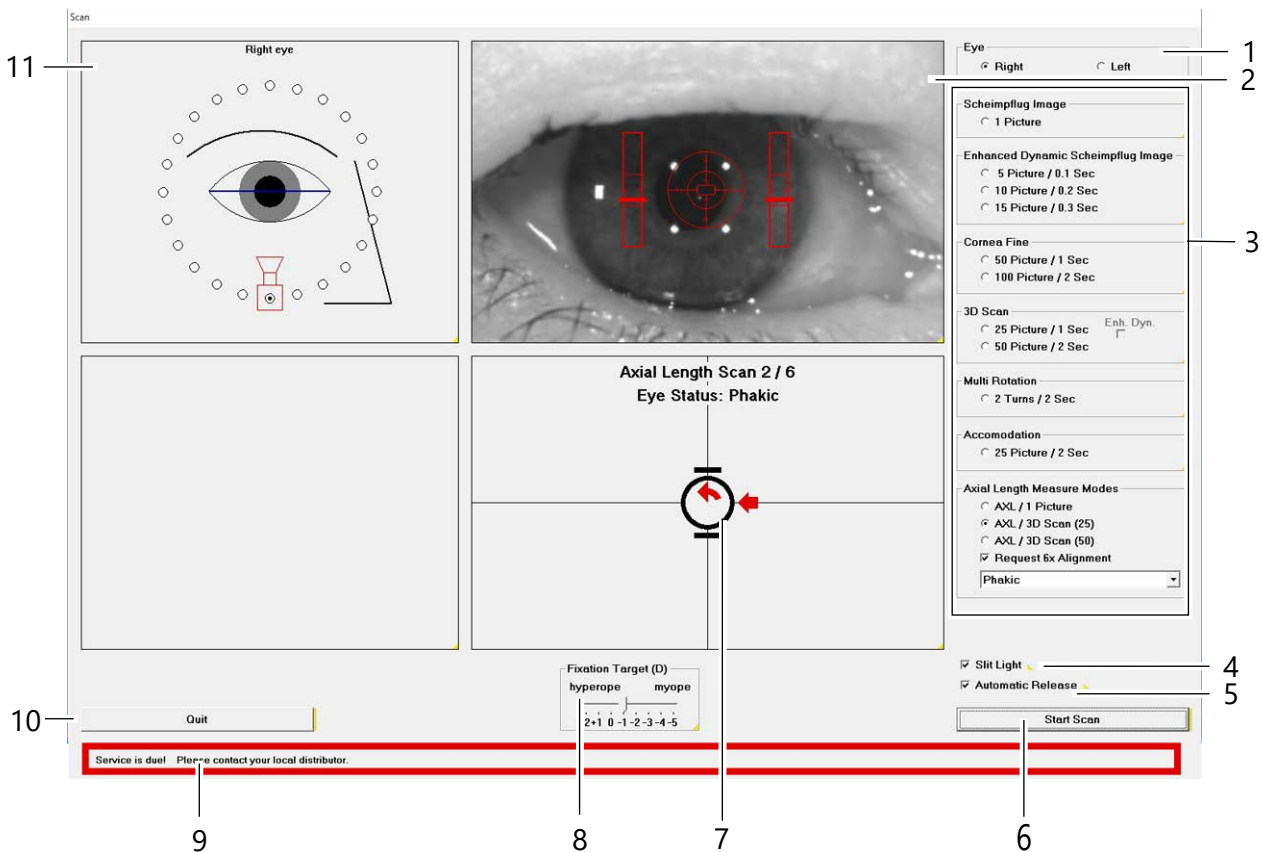 Scan
Right eye
11
Eye
Right Left
1
2
Scheimpflug Image
1 Picture
Enhanced Dynamic Scheimpflug Image
5 Picture / 0.1 Sec
10 Picture / 0.2 Sec
15 Picture / 0.3 Sec
3
Cornea Fine
50 Picture / 1 Sec
100 Picture / 2 Sec
3D Scan
25 Picture / 1 Sec Enh. Dyn.
50 Picture / 2 Sec
Multi Rotation
2 Turns / 2 Sec
Accomodation
25 Picture / 2 Sec
Axial Length Measure Modes
AXL / 1 Picture
AXL / 3D Scan (25)
AXL / 3D Scan (50)
Request 6x Alignment
Phakic
Axial Length Scan 2 / 6
Eye Status: Phakic
Slit Light
4
Automatic Release
5
Fixation Target (D)
hyperope myope
2+1 0 -1 -2 -3 -4 -5
10
Quit
Start Scan
Service is due! Please contact your local distributor.
9
8
7
6